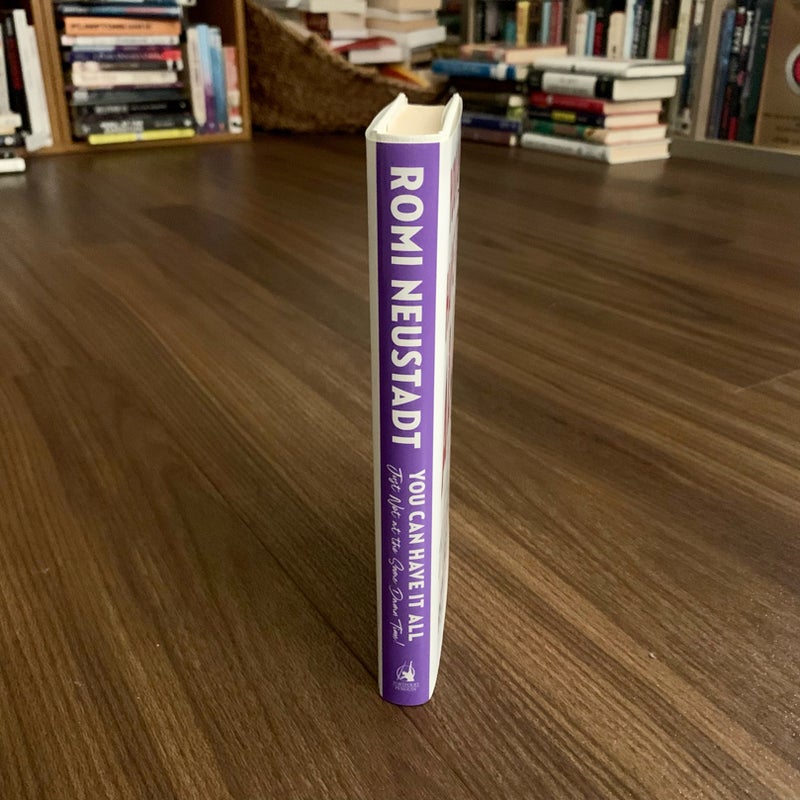 ROMI NEUSTADT
YOU CAN HAVE IT ALL
Just Not at the Same Damn Time!
PORTFOLIO
PENGUIN